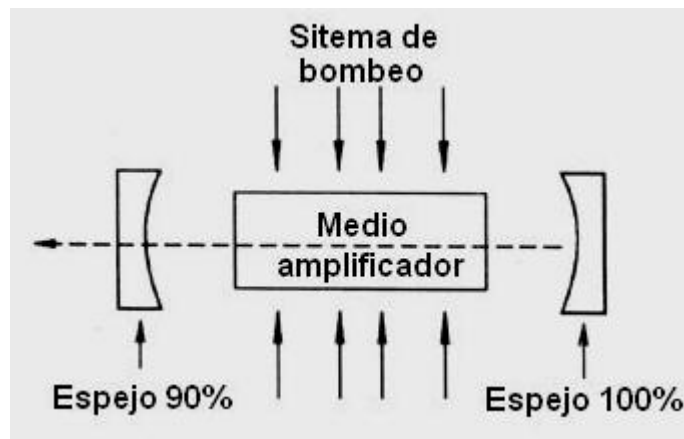 Sitema de
bombeo
Medio
amplificador
Espejo 90%
Espejo 100%